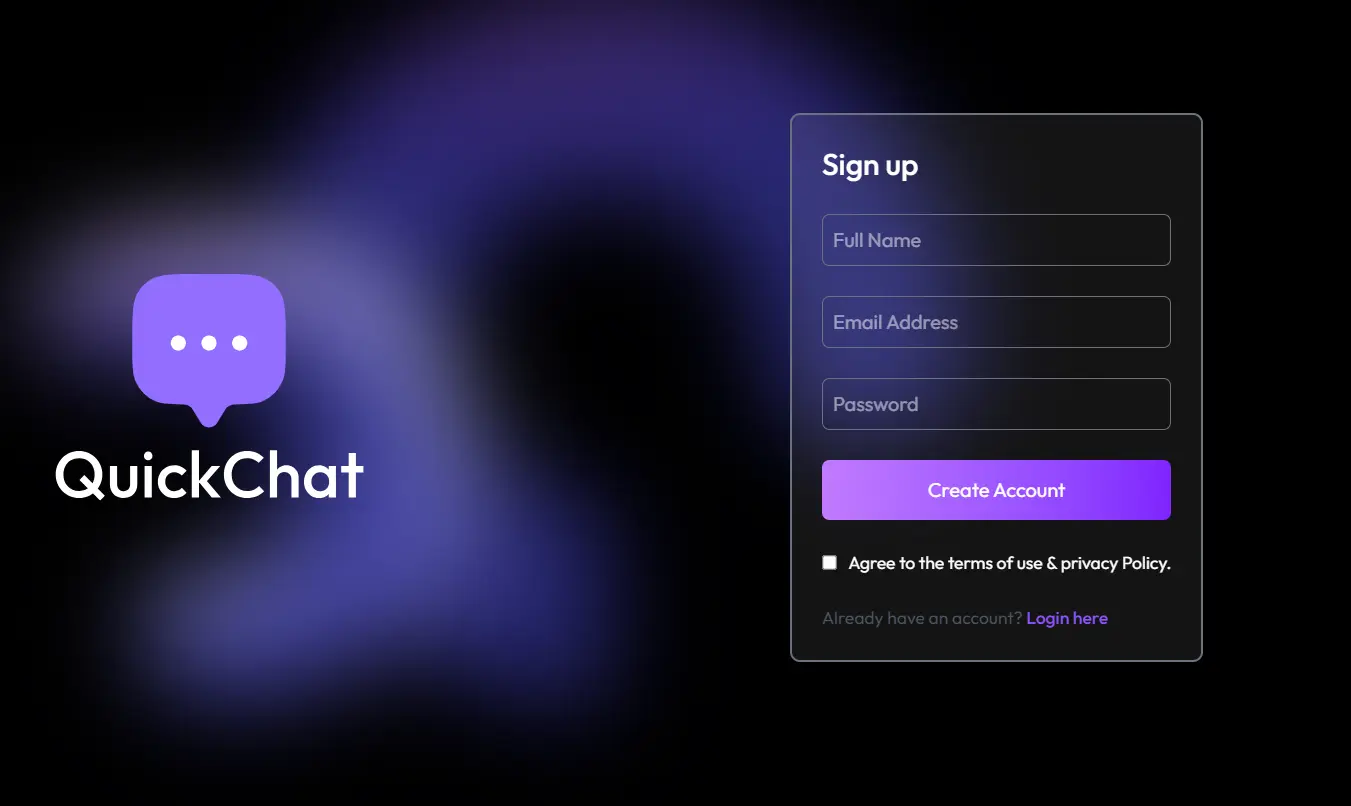 QuickChat
Sign up
Full Name
Email Address
Password
Create Account
Agree to the terms of use & privacy Policy.
Already have an account? Login here